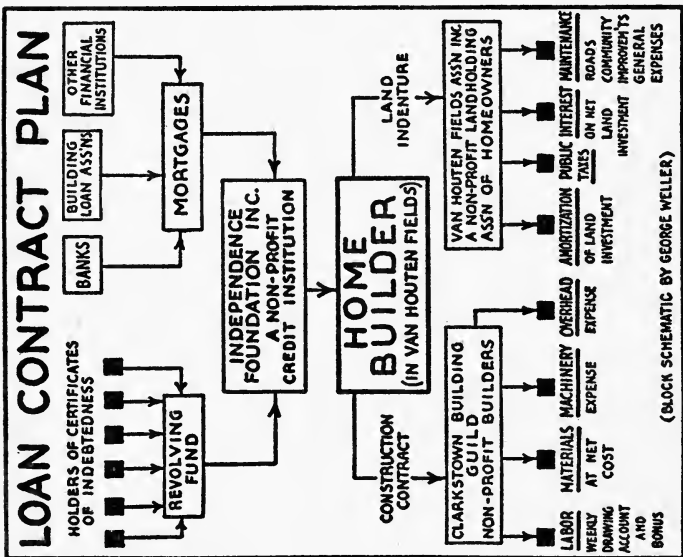 LOAN CONTRACT PLAN
HOLDERS OF CERTIFICATES
OF INDEBTEDNESS
REVOLVING
FUND
BANKS
BUILDING
LOAN ASS'NS
OTHER
FINANCIAL
INSTITUTIONS
MORTGAGES
INDEPENDENCE
FOUNDATION INC.
A NON-PROFIT
CREDIT INSTITUTION
HOME
BUILDER
(IN VAN HOUTEN FIELDS)
CONSTRUCTION
CONTRACT
LAND
INDENTURE
CLARKSTOWN BUILDING
GUILD
NON-PROFIT BUILDERS
VAN HOUTEN FIELDS ASS'N INC.
A NON-PROFIT LANDHOLDING
ASS'N OF HOMEOWNERS
LABOR
WEEKLY
DRAWING
ACCOUNT
AND
BONUS
MATERIALS
AT NET
COST
MACHINERY
EXPENSE
OVERHEAD
EXPENSE
AMORTIZATION
OF LAND
INVESTMENT
PUBLIC
TAXES
INTEREST
ON NET
LAND
INVESTMENT
MAINTENANCE
ROADS
COMMUNITY
IMPROVEM'TS
GENERAL
EXPENSES
(BLOCK SCHEMATIC BY GEORGE WELLER)